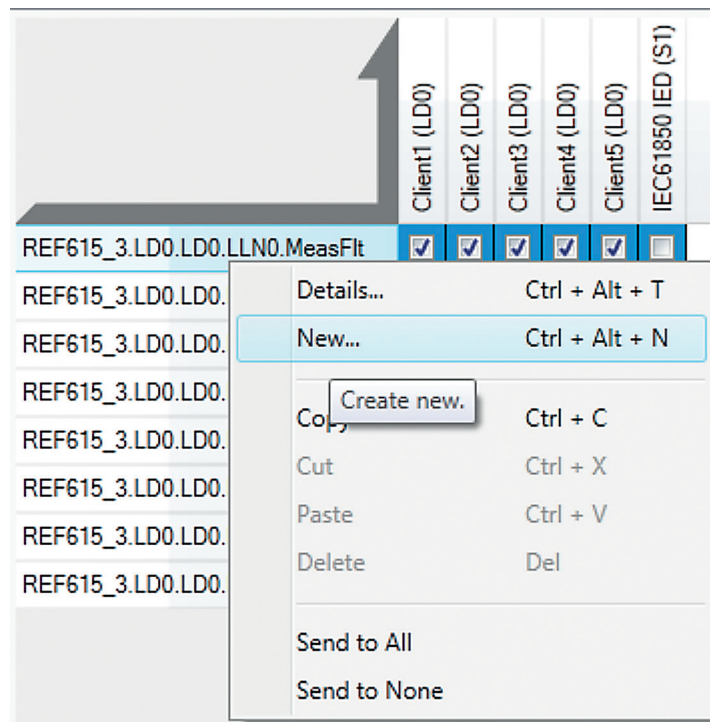 Client1 (LD0)
Client2 (LD0)
Client3 (LD0)
Client4 (LD0)
Client5 (LD0)
IEC61850 IED (S1)
REF615_3.LD0.LD0.LLN0.MeasFlt
REF615_3.LD0.LD0.
REF615_3.LD0.LD0.
REF615_3.LD0.LD0.
REF615_3.LD0.LD0.
REF615_3.LD0.LD0.
REF615_3.LD0.LD0.
REF615_3.LD0.LD0.
Details... Ctrl + Alt + T
New... Ctrl + Alt + N
Create new.
Copy Ctrl + C
Cut Ctrl + X
Paste Ctrl + V
Delete Del
Send to All
Send to None